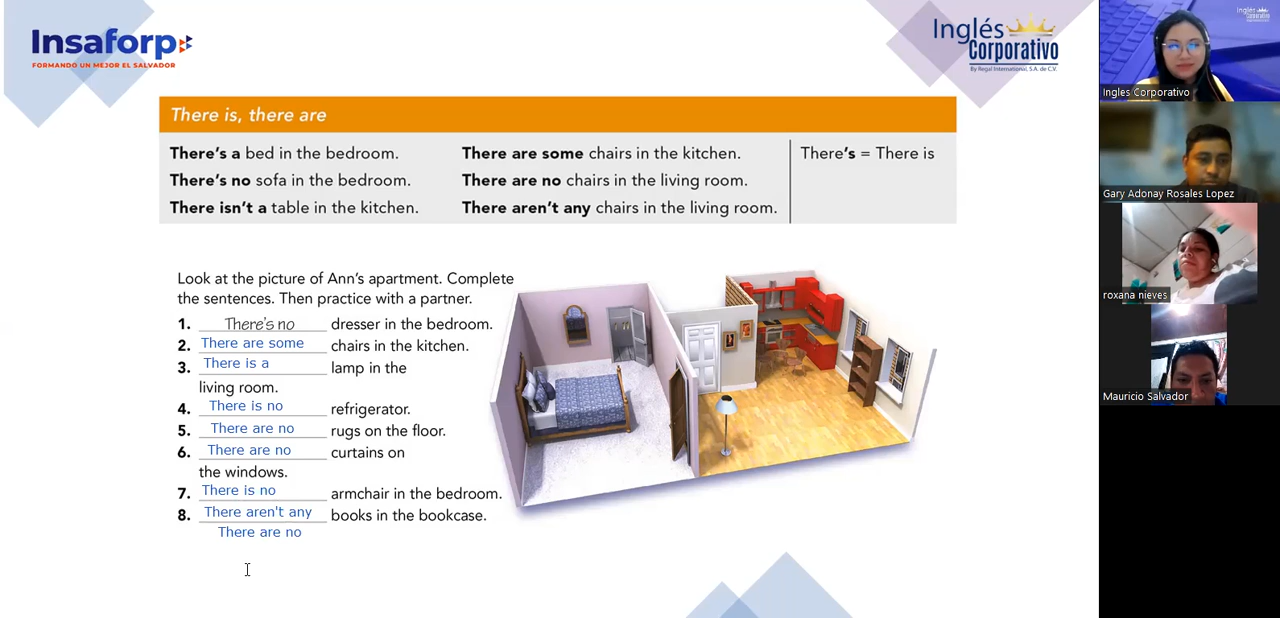 Insaforp
FORMANDO UN MEJOR EL SALVADOR
Inglés
Corporativo
By Regal International, S.A. de C.V.
There is, there are
There's a bed in the bedroom.
There are some chairs in the kitchen.
There's = There is
There's no sofa in the bedroom.
There are no chairs in the living room.
There isn't a table in the kitchen.
There aren't any chairs in the living room.
Look at the picture of Ann's apartment. Complete
the sentences. Then practice with a partner.
1. There's no dresser in the bedroom.
2. There are some chairs in the kitchen.
3. There is a lamp in the
living room.
4. There is no refrigerator.
5. There are no rugs on the floor.
6. There are no curtains on
the windows.
7. There is no armchair in the bedroom.
8. There aren't any books in the bookcase.
There are no
Ingles Corporativo
Gary Adonay Rosales Lopez
roxana nieves
Mauricio Salvador